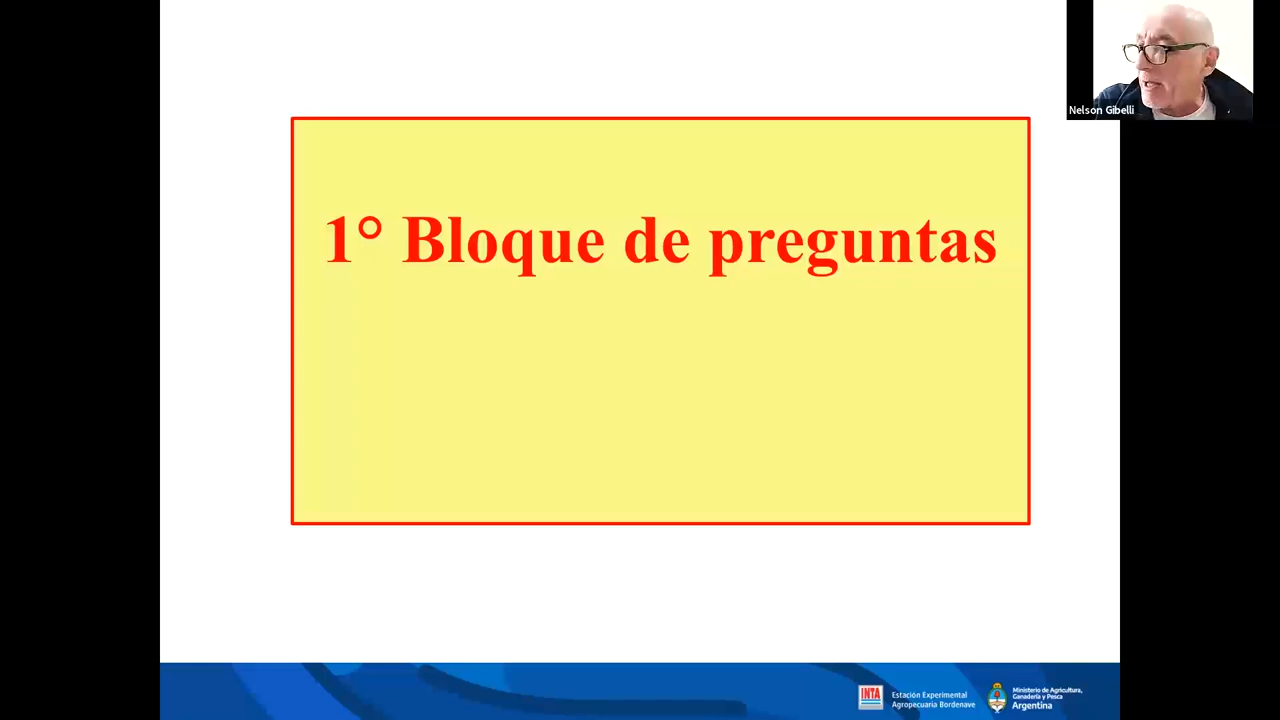 Nelson Gibelli
1° Bloque de preguntas
INTA
Estación Experimental
Agropecuaria Bordenave
Ministerio de Agricultura,
Ganadería y Pesca
Argentina